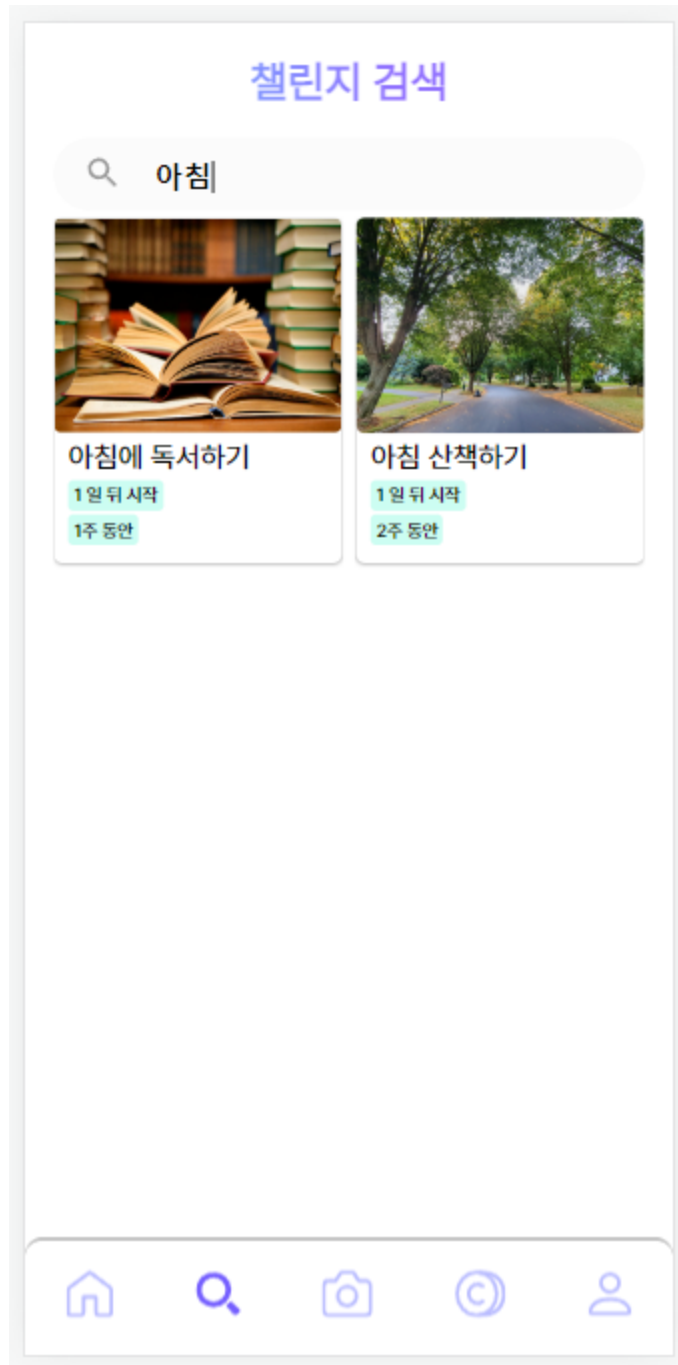 챌린지 검색
아침
아침에 독서하기
1일 뒤 시작
1주 동안
아침 산책하기
1일 뒤 시작
2주 동안